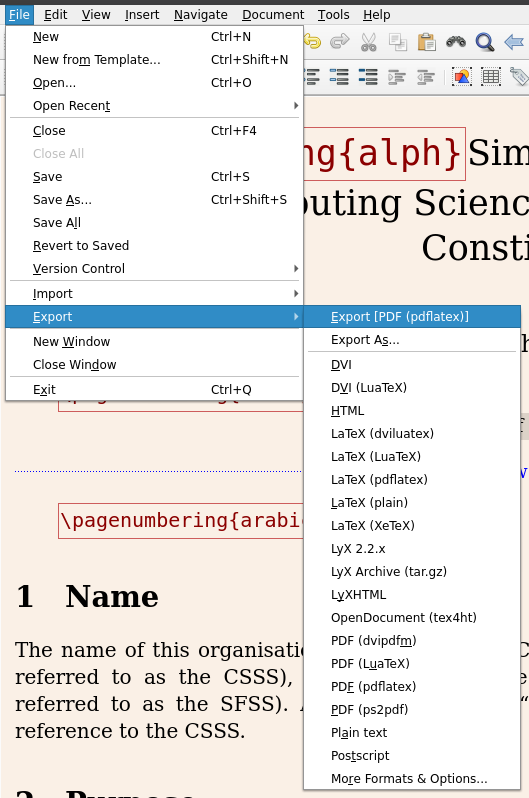 File Edit View Insert Navigate Document Tools Help
New Ctrl+N
New from Template... Ctrl+Shift+N
Open... Ctrl+O
Open Recent
Close Ctrl+F4
Close All
Save Ctrl+S
Save As... Ctrl+Shift+S
Save All
Revert to Saved
Version Control
Import
Export
New Window
Close Window
Exit Ctrl+Q
Export [PDF (pdflatex)]
Export As...
DVI
DVI (LuaTeX)
HTML
LaTeX (dviluatex)
LaTeX (LuaTeX)
LaTeX (pdflatex)
LaTeX (plain)
LaTeX (XeTeX)
LyX 2.2.x
LyX Archive (tar.gz)
LyXHTML
OpenDocument (tex4ht)
PDF (dvipdfm)
PDF (LuaTeX)
PDF (pdflatex)
PDF (ps2pdf)
Plain text
Postscript
More Formats & Options...
ng{alph} Sim
outing Scienc
Consti
\pagenumbering{arabi
1 Name
The name of this organisati
referred to as the CSSS),
referred to as the SFSS).
reference to the CSSS.
2 Purpose